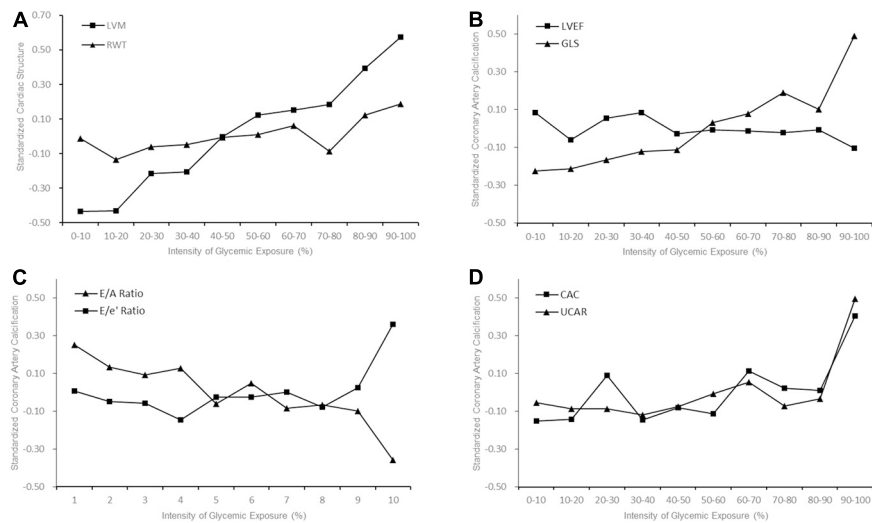 A
LVM
RWT
Standardized Cardiac Structure
0.70
0.50
0.30
0.10
-0.10
-0.30
-0.50
0-10 10-20 20-30 30-40 40-50 50-60 60-70 70-80 80-90 90-100
Intensity of Glycemic Exposure (%)
B
LVEF
GLS
Standardized Coronary Artery Calcification
0.50
0.30
0.10
-0.10
-0.30
-0.50
0-10 10-20 20-30 30-40 40-50 50-60 60-70 70-80 80-90 90-100
Intensity of Glycemic Exposure (%)
C
E/A Ratio
E/e' Ratio
Standardized Coronary Artery Calcification
0.50
0.30
0.10
-0.10
-0.30
-0.50
1 2 3 4 5 6 7 8 9 10
Intensity of Glycemic Exposure (%)
D
CAC
UCAR
Standardized Coronary Artery Calcification
0.50
0.30
0.10
-0.10
-0.30
-0.50
0-10 10-20 20-30 30-40 40-50 50-60 60-70 70-80 80-90 90-100
Intensity of Glycemic Exposure (%)